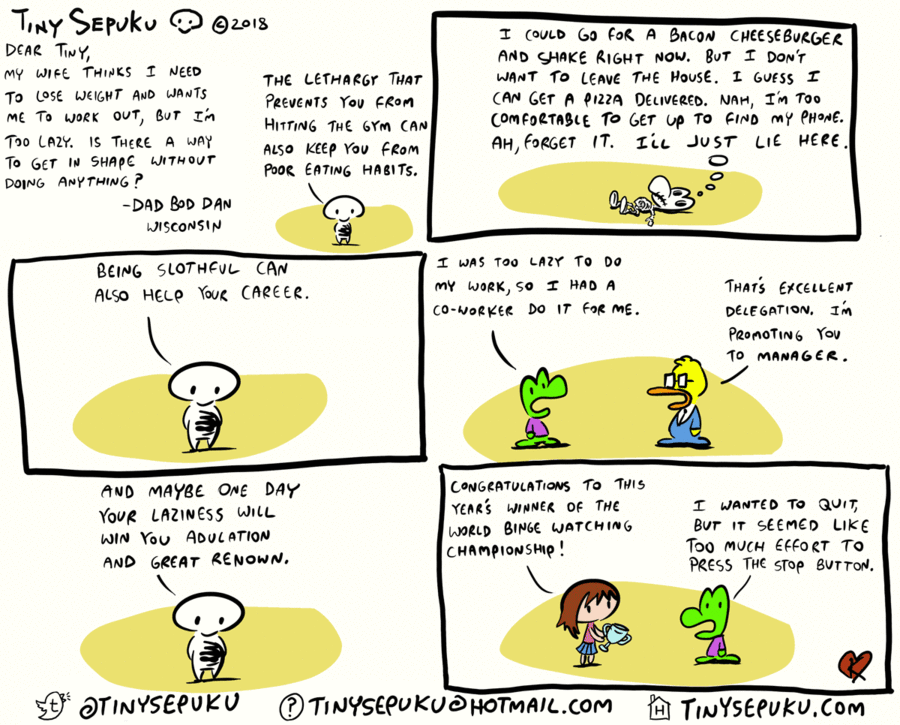 TINY SEPUKU ©2018
DEAR TINY,
MY WIFE THINKS I NEED
TO LOSE WEIGHT AND WANTS
ME TO WORK OUT, BUT I'M
TOO LAZY. IS THERE A WAY
TO GET IN SHAPE WITHOUT
DOING ANYTHING?
-DAD BOD DAN
WISCONSIN
THE LETHARGY THAT
PREVENTS YOU FROM
HITTING THE GYM CAN
ALSO KEEP YOU FROM
POOR EATING HABITS.
I COULD GO FOR A BACON CHEESEBURGER
AND SHAKE RIGHT NOW. BUT I DON'T
WANT TO LEAVE THE HOUSE. I GUESS I
CAN GET A PIZZA DELIVERED. NAH, I'M TOO
COMFORTABLE TO GET UP TO FIND MY PHONE.
AH, FORGET IT. I'LL JUST LIE HERE.
BEING SLOTHFUL CAN
ALSO HELP YOUR CAREER.
I WAS TOO LAZY TO DO
MY WORK, SO I HAD A
CO-WORKER DO IT FOR ME.
THAT'S EXCELLENT
DELEGATION. I'M
PROMOTING YOU
TO MANAGER.
AND MAYBE ONE DAY
YOUR LAZINESS WILL
WIN YOU ADULATION
AND GREAT RENOWN.
CONGRATULATIONS TO THIS
YEAR'S WINNER OF THE
WORLD BINGE WATCHING
CHAMPIONSHIP!
I WANTED TO QUIT,
BUT IT SEEMED LIKE
TOO MUCH EFFORT TO
PRESS THE STOP BUTTON.
t @TINYSEPUKU ? TINYSEPUKU@HOTMAIL.COM H TINYSEPUKU.COM